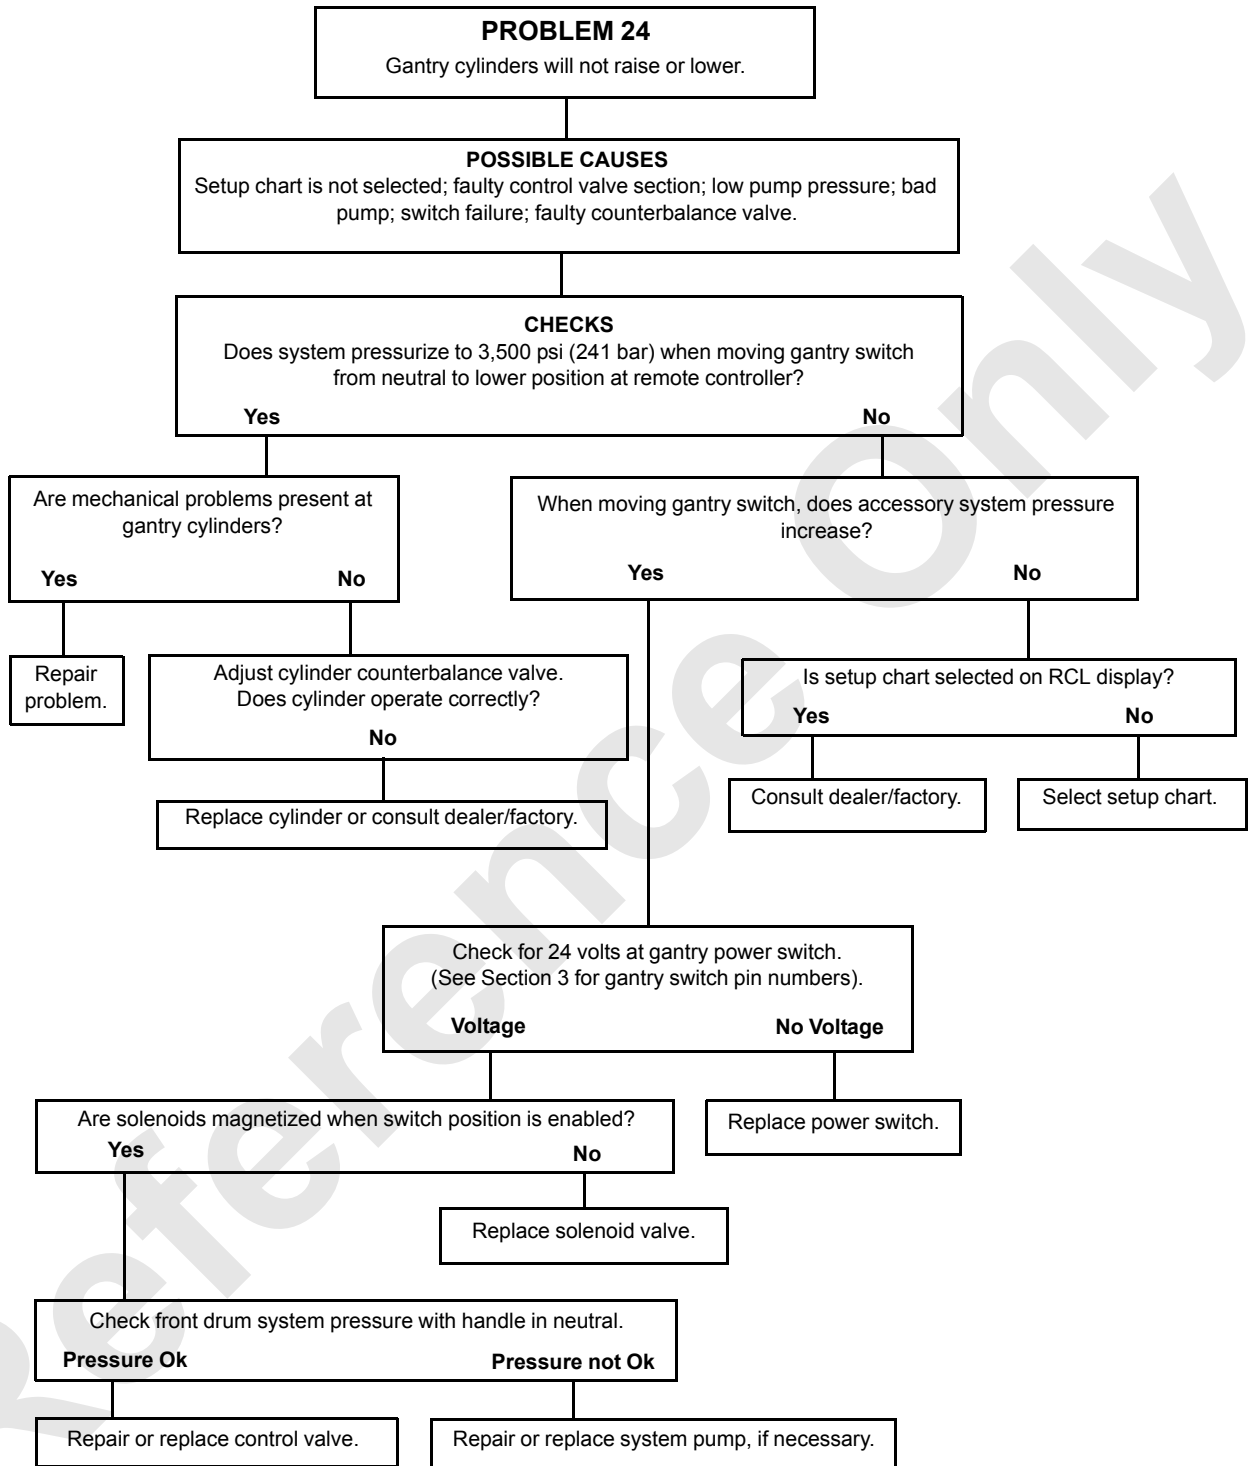 PROBLEM 24
Gantry cylinders will not raise or lower.
POSSIBLE CAUSES
Setup chart is not selected; faulty control valve section; low pump pressure; bad
pump; switch failure; faulty counterbalance valve.
CHECKS
Does system pressurize to 3,500 psi (241 bar) when moving gantry switch
from neutral to lower position at remote controller?
Yes
No
Are mechanical problems present at
gantry cylinders?
Yes
No
When moving gantry switch, does accessory system pressure
increase?
Yes
No
Repair
problem.
Adjust cylinder counterbalance valve.
Does cylinder operate correctly?
No
Is setup chart selected on RCL display?
Yes
No
Replace cylinder or consult dealer/factory.
Consult dealer/factory.
Select setup chart.
Check for 24 volts at gantry power switch.
(See Section 3 for gantry switch pin numbers).
Voltage
No Voltage
Are solenoids magnetized when switch position is enabled?
Yes
No
Replace power switch.
Replace solenoid valve.
Check front drum system pressure with handle in neutral.
Pressure Ok
Pressure not Ok
Repair or replace control valve.
Repair or replace system pump, if necessary.
Reference Only